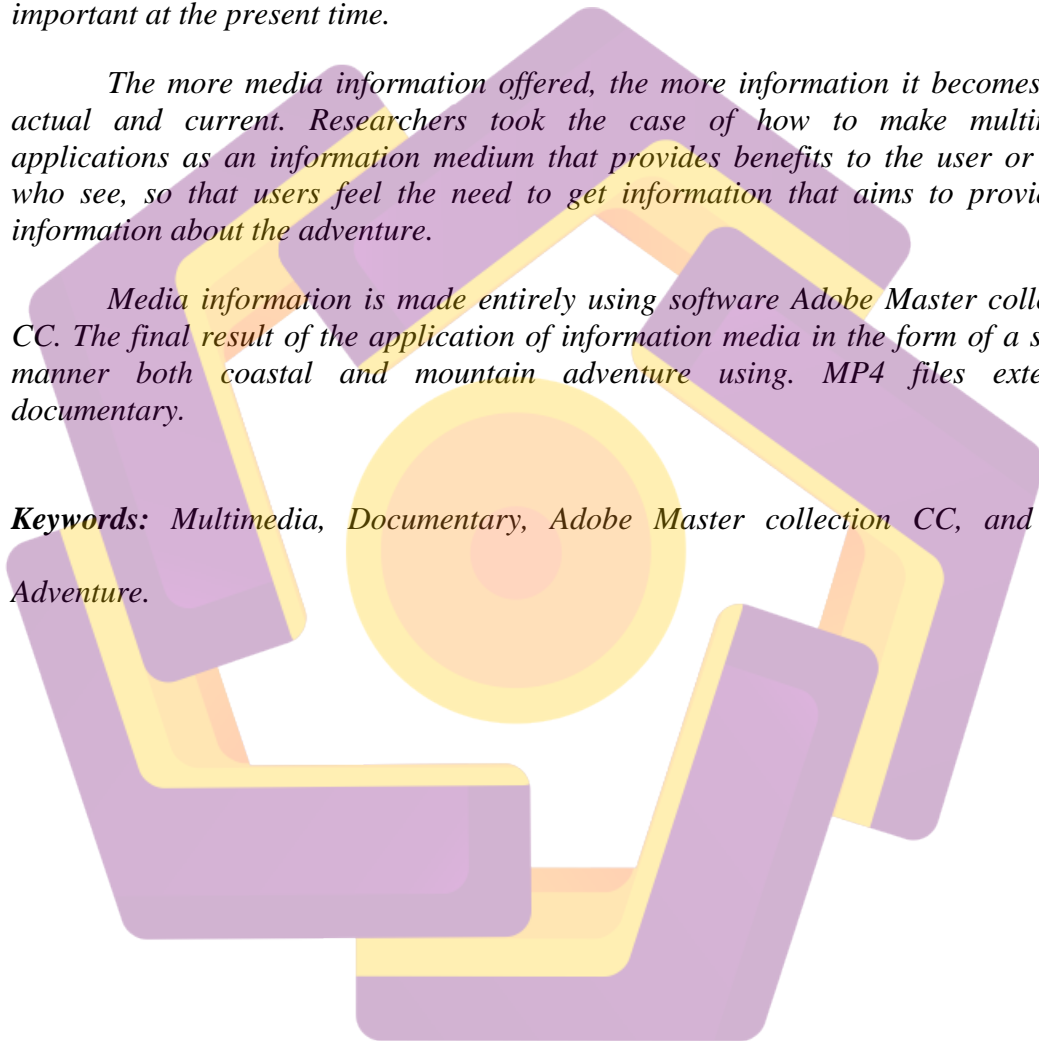 important at the present time.
The more media information offered, the more information it becomes
actual and current. Researchers took the case of how to make multi
applications as an information medium that provides benefits to the user or
who see, so that users feel the need to get information that aims to provi
information about the adventure.
Media information is made entirely using software Adobe Master colle
CC. The final result of the application of information media in the form of a s
manner both coastal and mountain adventure using. MP4 files exte
documentary.
Keywords: Multimedia, Documentary, Adobe Master collection CC, and
Adventure.